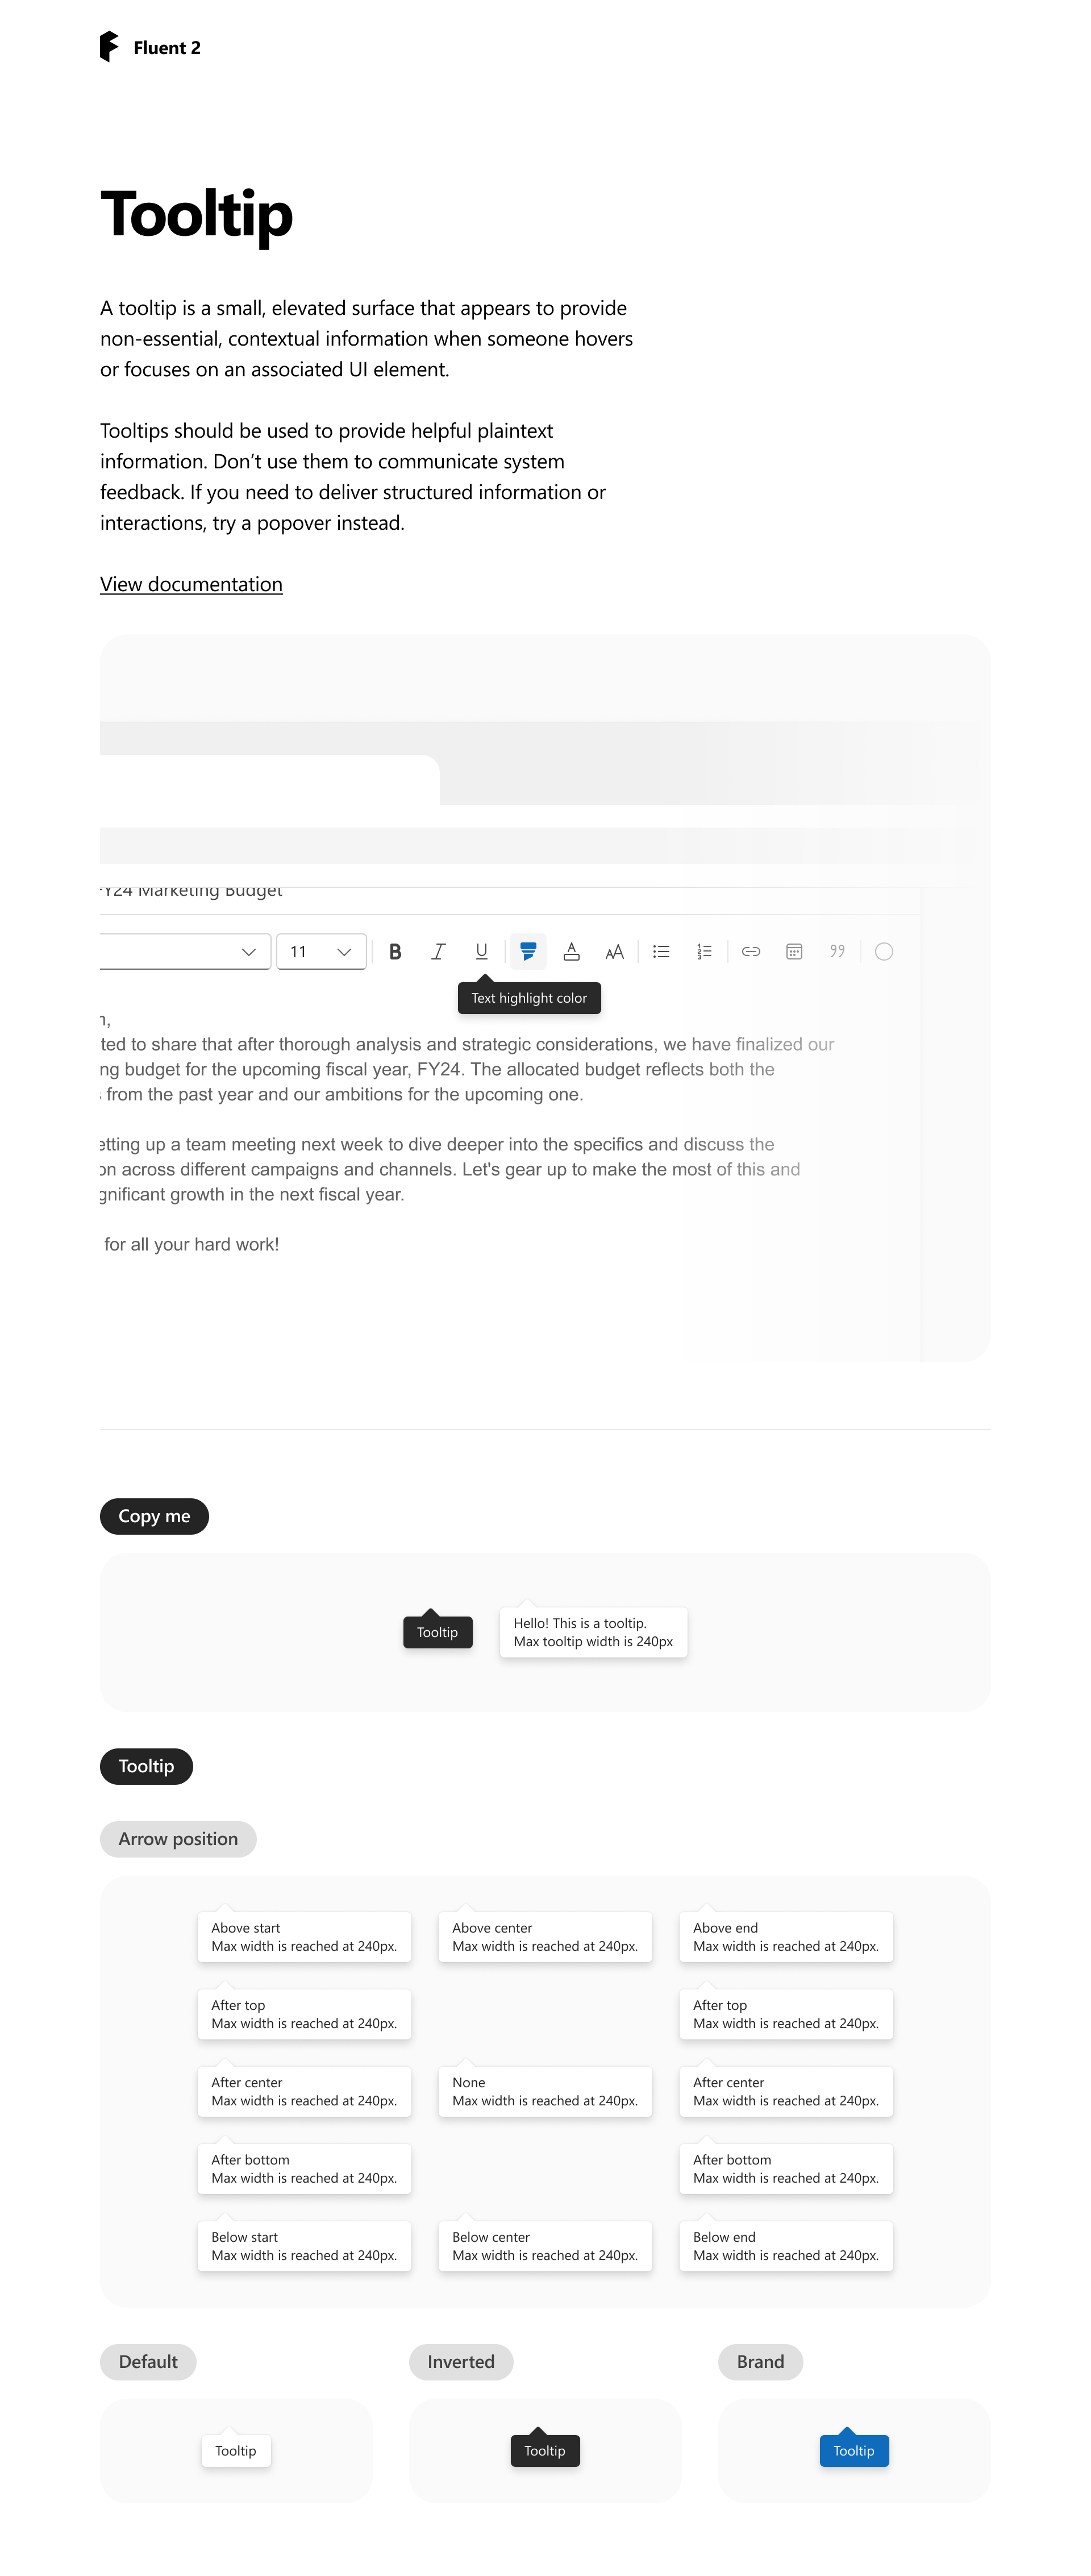 Fluent 2
Tooltip
A tooltip is a small, elevated surface that appears to provide
non-essential, contextual information when someone hovers
or focuses on an associated UI element.
Tooltips should be used to provide helpful plaintext
information. Don’t use them to communicate system
feedback. If you need to deliver structured information or
interactions, try a popover instead.
View documentation
FY24 Marketing Budget
11
Text highlight color
ted to share that after thorough analysis and strategic considerations, we have finalized our
ng budget for the upcoming fiscal year, FY24. The allocated budget reflects both the
from the past year and our ambitions for the upcoming one.
etting up a team meeting next week to dive deeper into the specifics and discuss the
on across different campaigns and channels. Let's gear up to make the most of this and
gnificant growth in the next fiscal year.
for all your hard work!
Copy me
Tooltip
Hello! This is a tooltip.
Max tooltip width is 240px
Tooltip
Arrow position
Above start
Max width is reached at 240px.
Above center
Max width is reached at 240px.
Above end
Max width is reached at 240px.
After top
Max width is reached at 240px.
After top
Max width is reached at 240px.
After center
Max width is reached at 240px.
None
Max width is reached at 240px.
After center
Max width is reached at 240px.
After bottom
Max width is reached at 240px.
After bottom
Max width is reached at 240px.
Below start
Max width is reached at 240px.
Below center
Max width is reached at 240px.
Below end
Max width is reached at 240px.
Default
Inverted
Brand
Tooltip
Tooltip
Tooltip